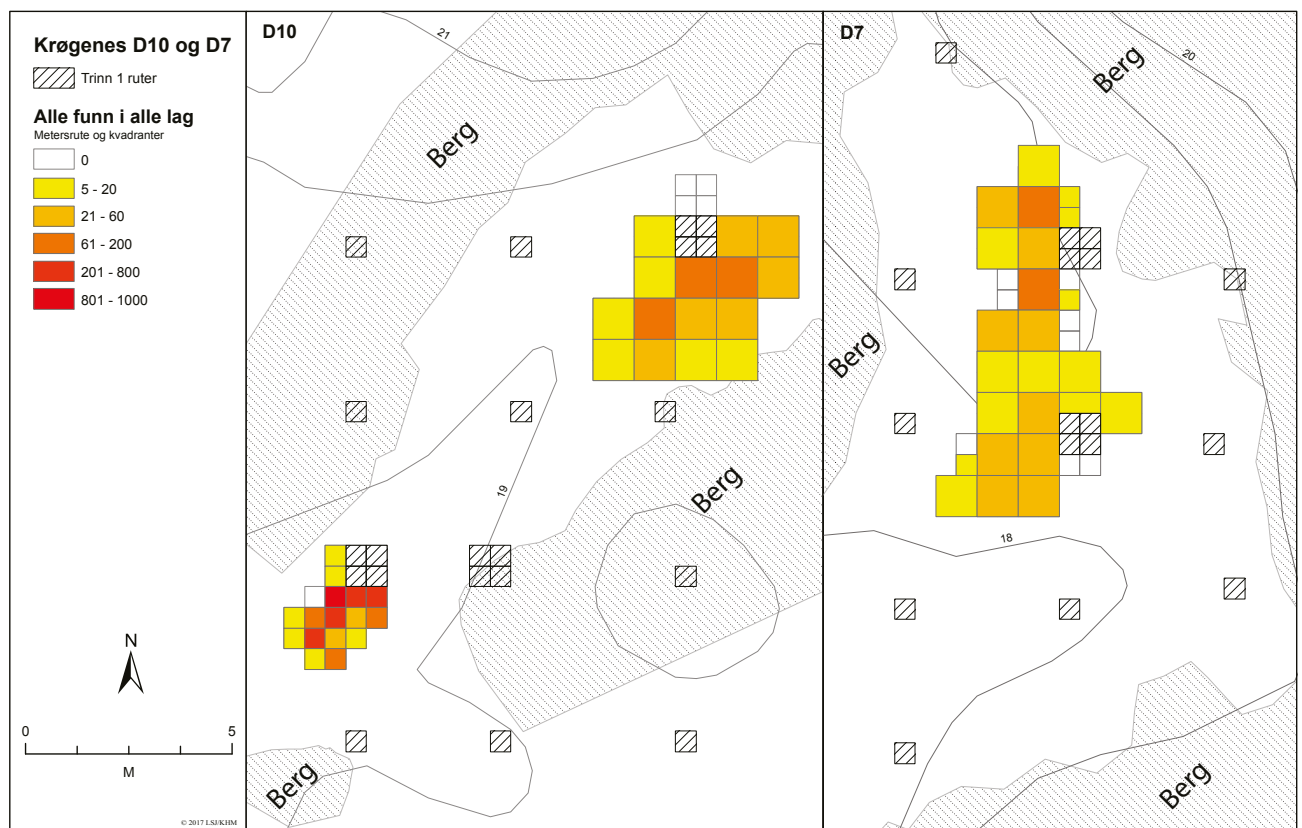 Krøgenes D10 og D7
Trinn 1 ruter
Alle funn i alle lag
Metersrute og kvadranter
0
5 - 20
21 - 60
61 - 200
201 - 800
801 - 1000
N
0 5
M
© 2017 LSJ/KHM
D10
21
Berg
19
Berg
Berg
D7
20
Berg
Berg
18
Berg